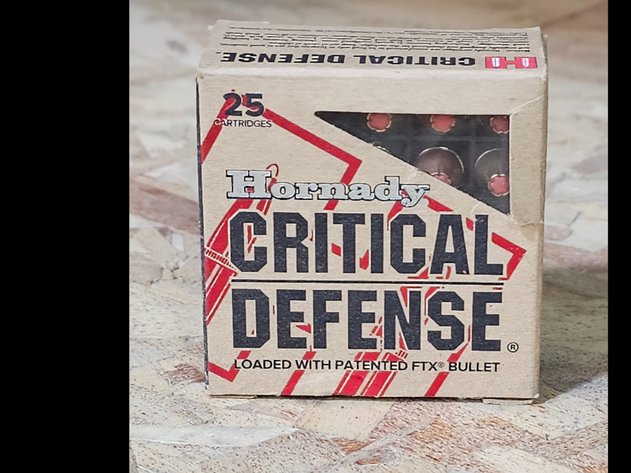 CRITICAL DEFENSE H
25
CARTRIDGES
Hornady
CRITICAL
DEFENSE®
LOADED WITH PATENTED FTX® BULLET